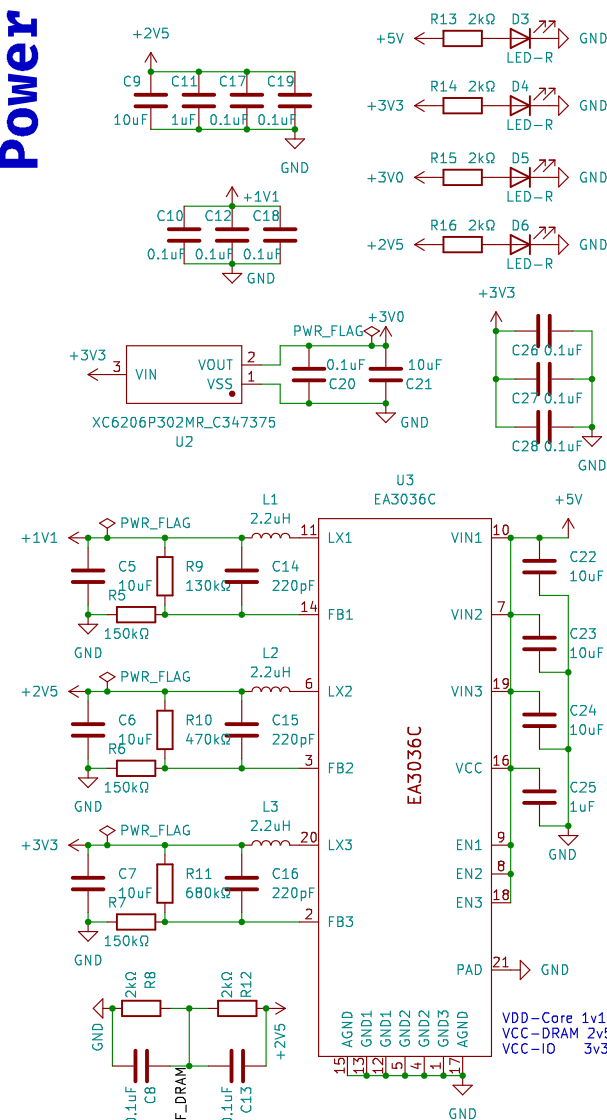 Power
+2V5
C9 C11 C17 C19
10uF 1uF 0.1uF 0.1uF
GND
+1V1
C10 C12 C18
0.1uF 0.1uF 0.1uF
GND
R13 2kΩ D3
+5V GND
LED-R
R14 2kΩ D4
+3V3 GND
LED-R
R15 2kΩ D5
+3V0 GND
LED-R
R16 2kΩ D6
+2V5 GND
LED-R
+3V3 3 VIN
VOUT 2
VSS 1
XC6206P302MR_C347375
U2
PWR_FLAG +3V0
0.1uF 10uF
C20 C21
GND
+3V3
C26 0.1uF
C27 0.1uF
C28 0.1uF
GND
U3
EA3036C
L1
2.2uH
+1V1 PWR_FLAG 11 LX1
C5 R9 C14
10uF 130kΩ 220pF
R5
14 FB1
150kΩ
GND
L2
2.2uH
+2V5 PWR_FLAG 6 LX2
C6 R10 C15
10uF 470kΩ 220pF
R6
3 FB2
150kΩ
GND
L3
2.2uH
+3V3 PWR_FLAG 20 LX3
C7 R11 C16
10uF 680kΩ 220pF
R7
2 FB3
150kΩ
GND
EA3036C
+5V
VIN1 10
C22
10uF
VIN2 7
C23
10uF
VIN3 19
C24
10uF
VCC 16
C25
1uF
GND
EN1 9
EN2 8
EN3 18
PAD 21 GND
AGND GND1 GND1 GND2 GND2 GND3 AGND
15 13 12 5 4 1 17
GND
2kΩ R8 2kΩ R12
GND +2V5
.1uF C8 F_DRAM .1uF C13
VDD-Core 1v1
VCC-DRAM 2v5
VCC-IO 3v3